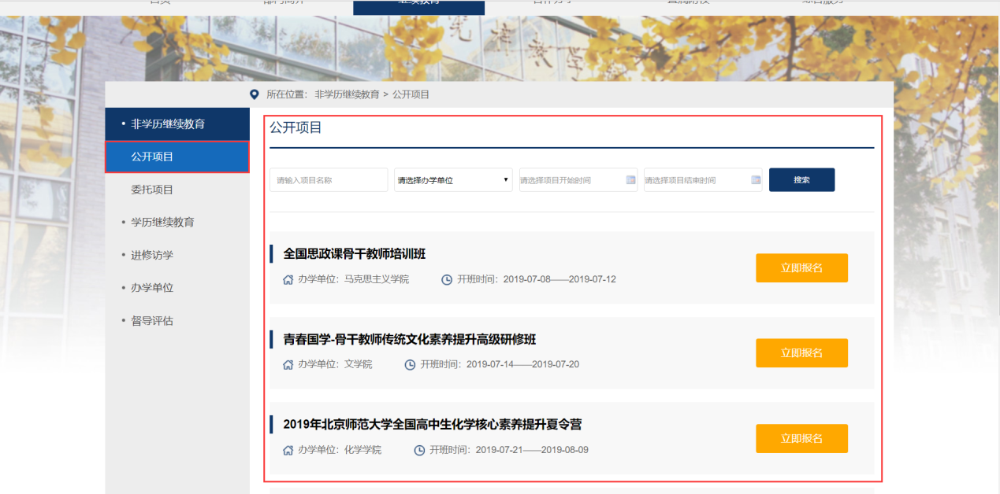 继续教育
所在位置： 非学历继续教育 > 公开项目
• 非学历继续教育
公开项目
委托项目
• 学历继续教育
• 进修访学
• 办学单位
• 督导评估
公开项目
请输入项目名称
请选择办学单位
请选择项目开始时间
请选择项目结束时间
搜索
全国思政课骨干教师培训班
办学单位：马克思主义学院 开班时间：2019-07-08——2019-07-12
立即报名
青春国学-骨干教师传统文化素养提升高级研修班
办学单位：文学院 开班时间：2019-07-14——2019-07-20
立即报名
2019年北京师范大学全国高中生化学核心素养提升夏令营
办学单位：化学学院 开班时间：2019-07-21——2019-08-09
立即报名